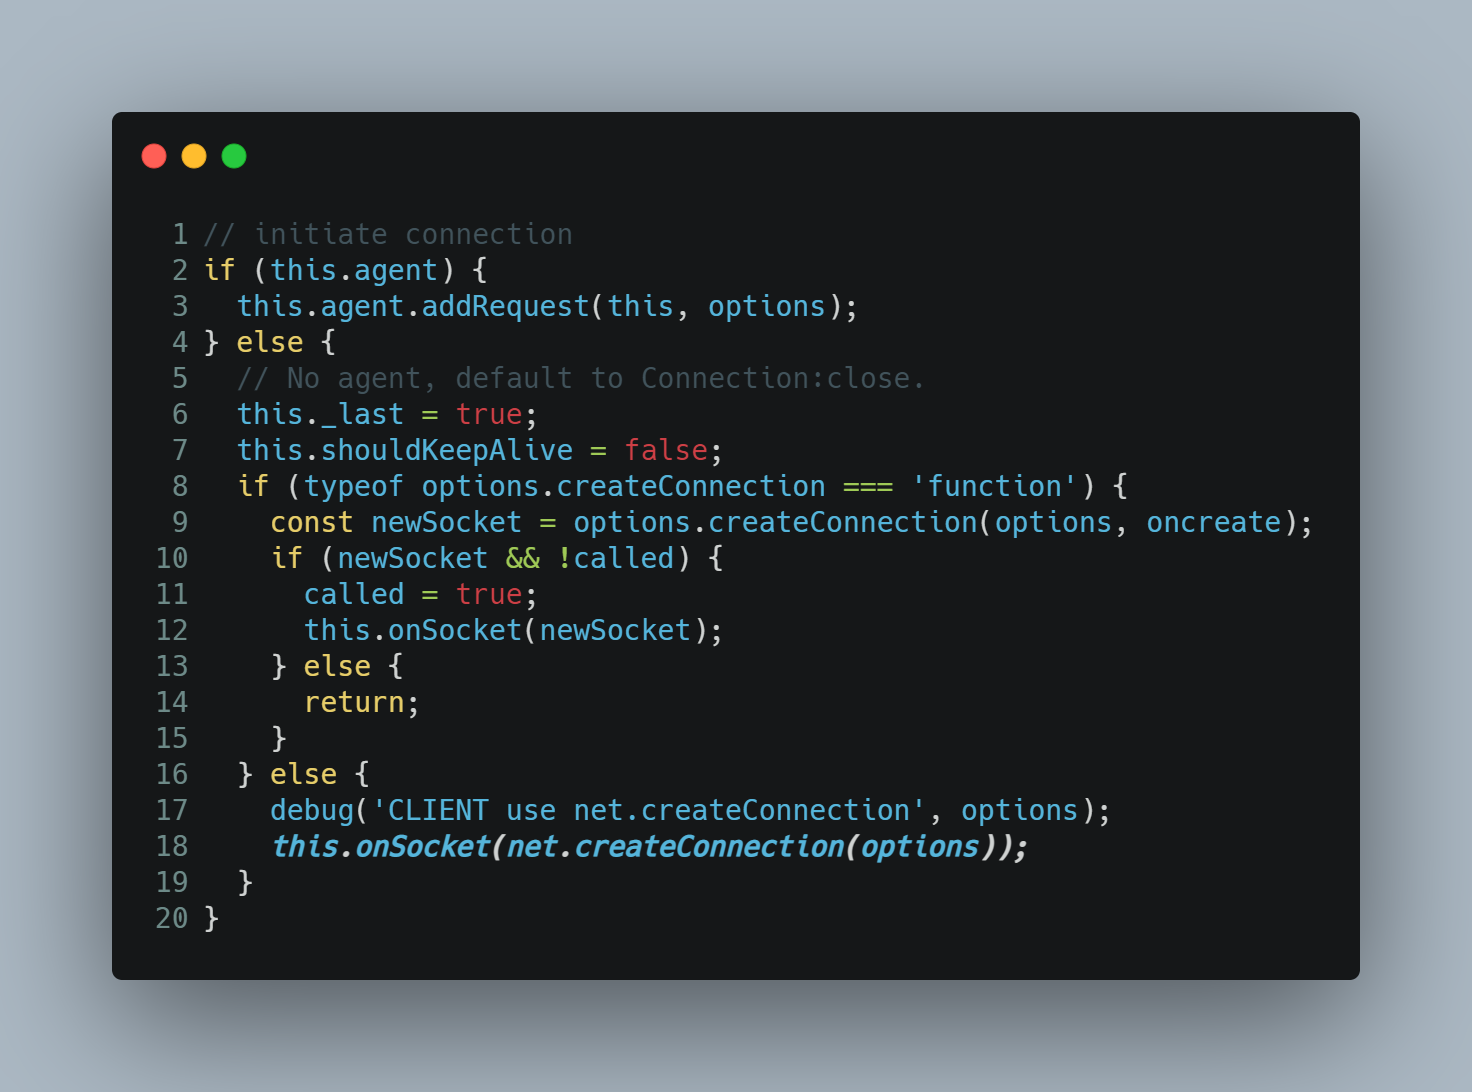 1 // initiate connection
2 if (this.agent) {
3   this.agent.addRequest(this, options);
4 } else {
5   // No agent, default to Connection:close.
6   this._last = true;
7   this.shouldKeepAlive = false;
8   if (typeof options.createConnection === 'function') {
9     const newSocket = options.createConnection(options, oncreate);
10     if (newSocket && !called) {
11       called = true;
12       this.onSocket(newSocket);
13     } else {
14       return;
15     }
16   } else {
17     debug('CLIENT use net.createConnection', options);
18     this.onSocket(net.createConnection(options));
19   }
20 }